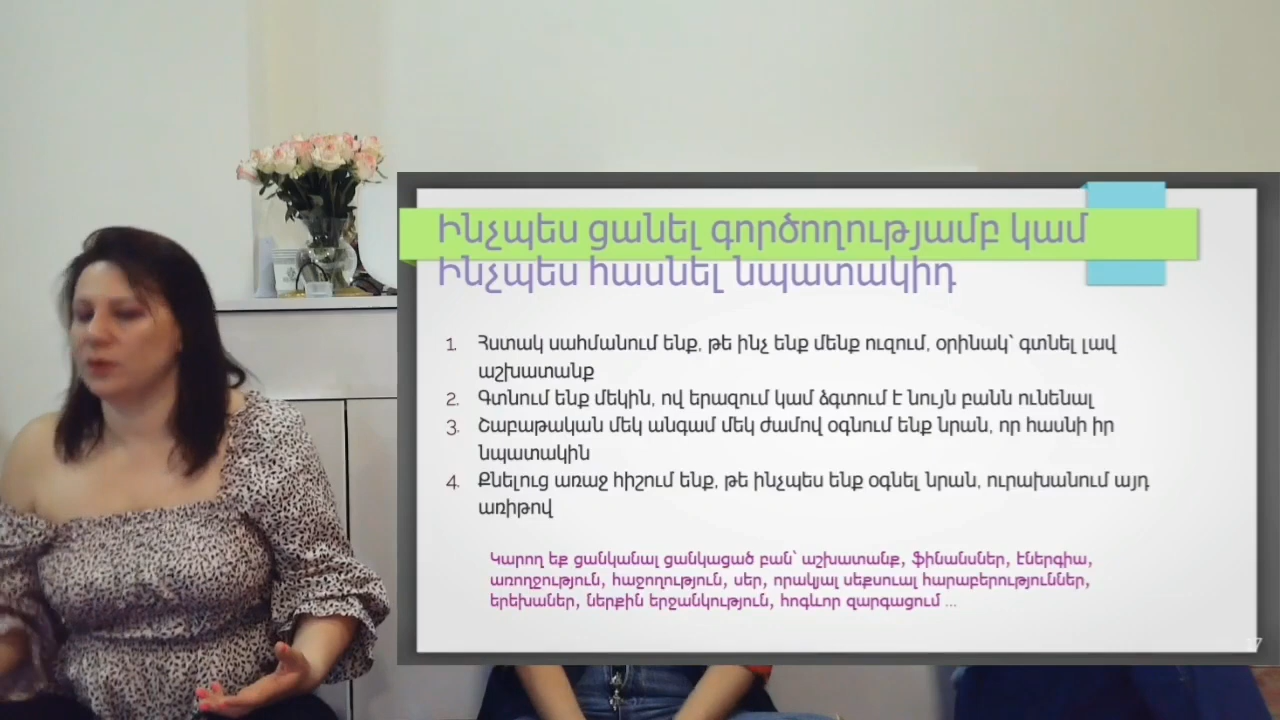 Ինչպես ցանել գործողությամբ կամ
Ինչպես հասնել նպատակիդ
1. Հստակ սահմանում ենք, թե ինչ ենք մենք ուզում, օրինակ՝ գտնել լավ
աշխատանք
2. Գտնում ենք մեկին, ով երազում կամ ձգտում է նույն բանն ունենալ
3. Շաբաթական մեկ անգամ մեկ ժամով օգնում ենք նրան, որ հասնի իր
նպատակին
4. Քնելուց առաջ հիշում ենք, թե ինչպես ենք օգնել նրան, ուրախանում այդ
առիթով
Կարող եք ցանկանալ ցանկացած բան՝ աշխատանք, ֆինանսներ, էներգիա,
առողջություն, հաջողություն, սեր, որակյալ սեքսուալ հարաբերություններ,
երեխաներ, ներքին երջանկություն, հոգևոր զարգացում ...
17